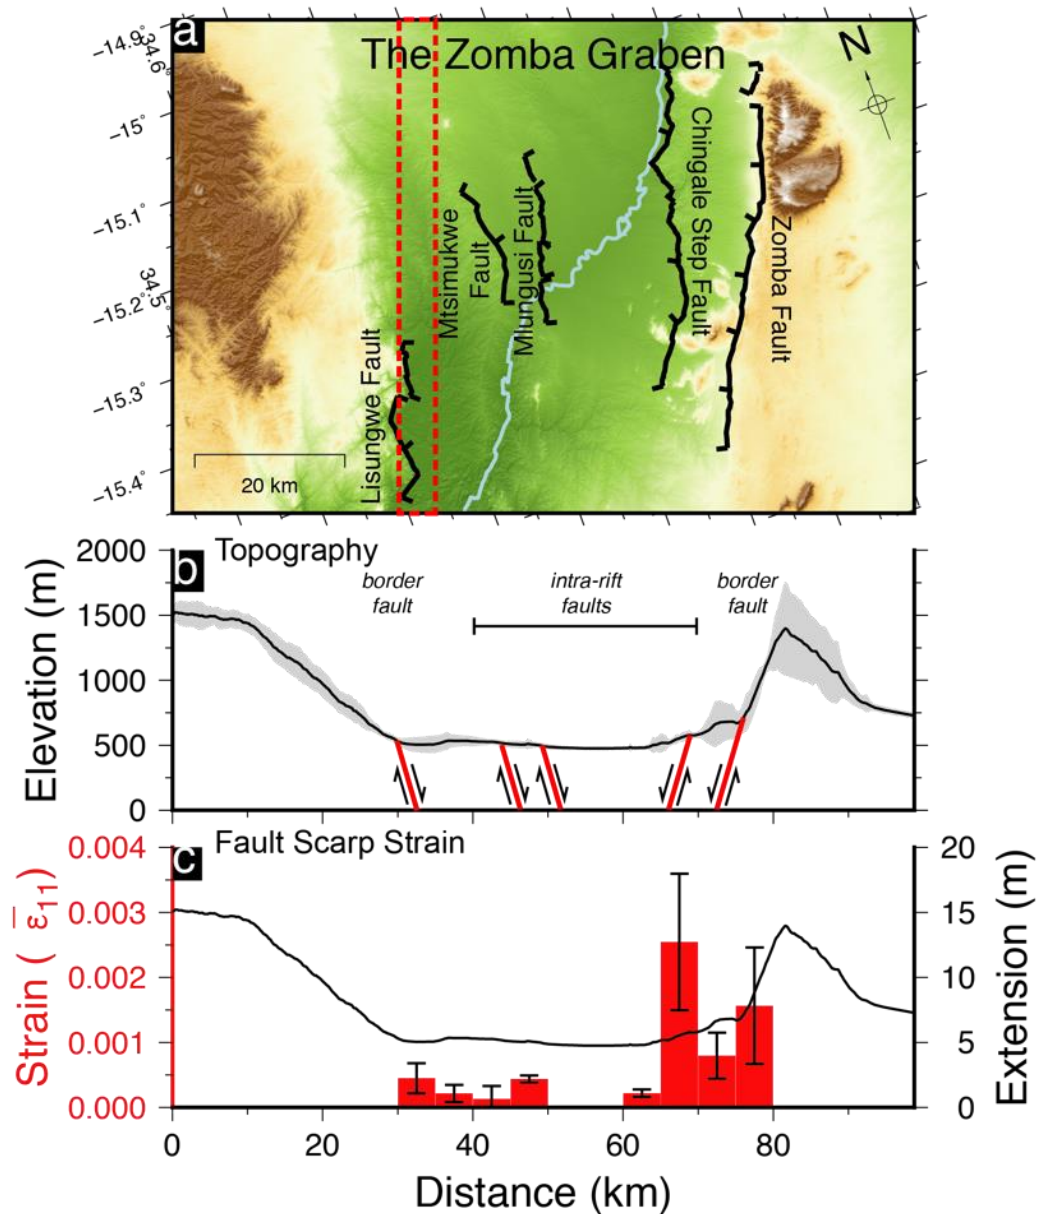 a
The Zomba Graben
N
−14.9°
34.6°
−15°
−15.1°
−15.2°
34.5°
−15.3°
−15.4°
Lisungwe Fault
Mtsimukwe
Fault
Mlungusi Fault
Chingale Step Fault
Zomba Fault
20 km
b
Topography
Elevation (m)
2000
1500
1000
500
0
border
fault
intra-rift
faults
border
fault
c
Fault Scarp Strain
Strain ( ε̅₁₁)
0.004
0.003
0.002
0.001
0.000
Extension (m)
20
15
10
5
0
0 20 40 60 80
Distance (km)